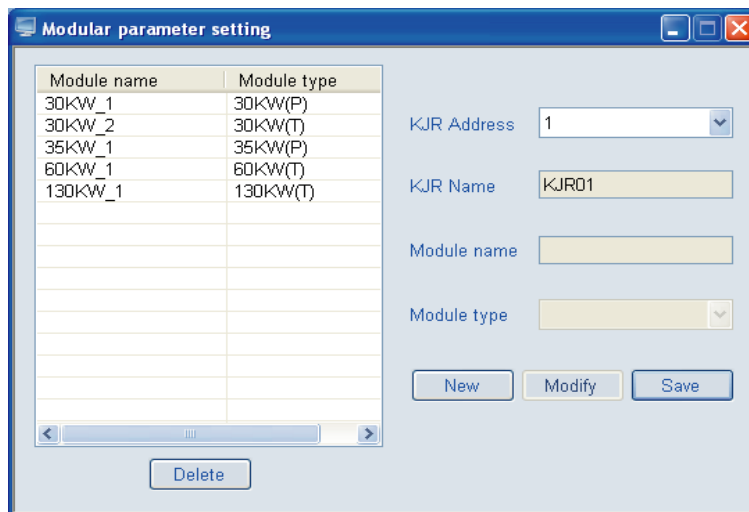 Modular parameter setting
Module name Module type
30KW_1 30KW(P)
30KW_2 30KW(T)
35KW_1 35KW(P)
60KW_1 60KW(T)
130KW_1 130KW(T)
KJR Address 1
KJR Name KJR01
Module name
Module type
New Modify Save
Delete